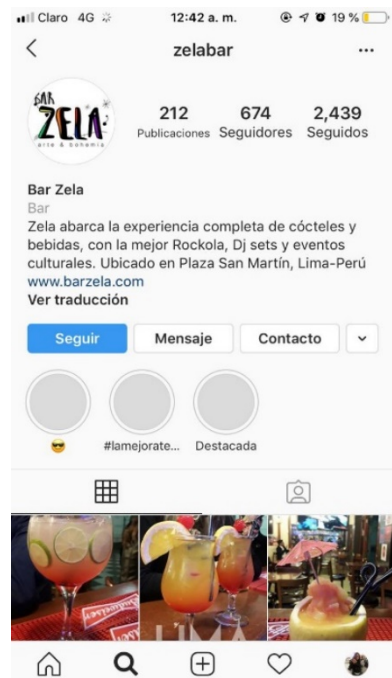 Claro 4G 12:42 a. m. 19 %
zelabar
BAR
ZELA
arte & bohemia
212 674 2,439
Publicaciones Seguidores Seguidos
Bar Zela
Bar
Zela abarca la experiencia completa de cócteles y
bebidas, con la mejor Rockola, Dj sets y eventos
culturales. Ubicado en Plaza San Martín, Lima-Perú
www.barzela.com
Ver traducción
Seguir Mensaje Contacto
#lamejorate... Destacada
Budweiser
LIMA